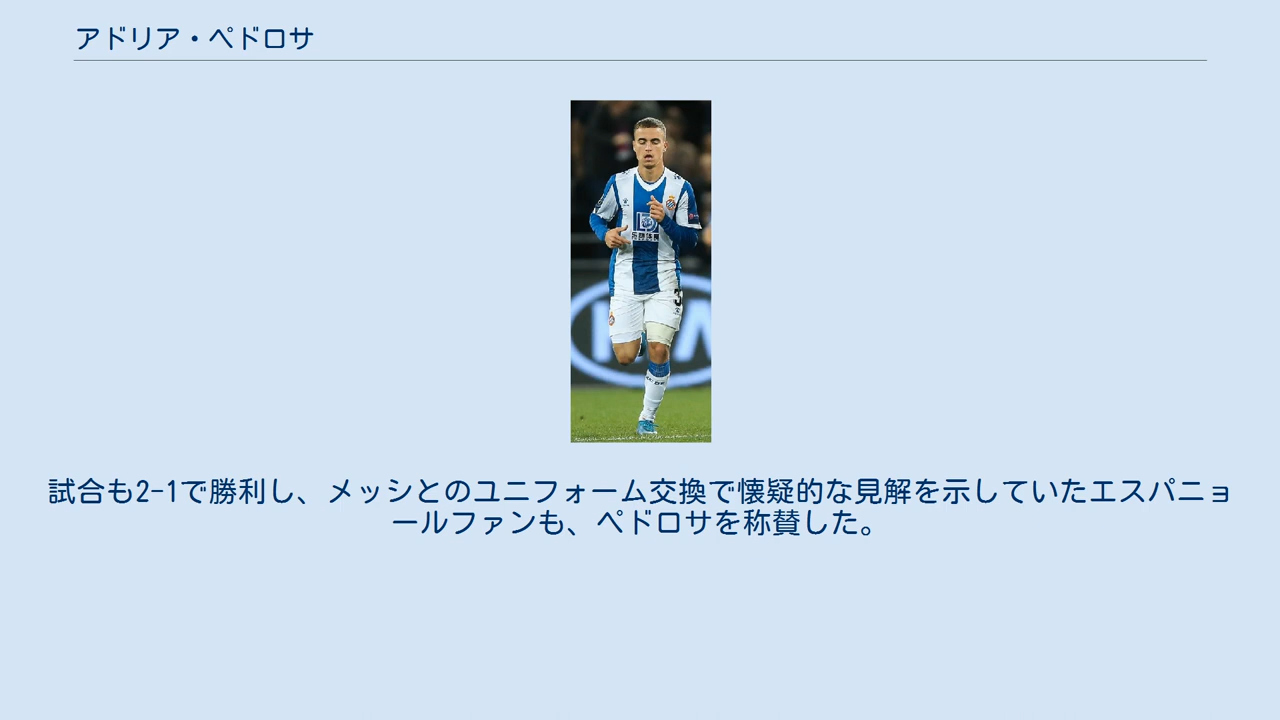 アドリア・ペドロサ
試合も2-1で勝利し、メッシとのユニフォーム交換で懐疑的な見解を示していたエスパニョ
ールファンも、ペドロサを称賛した。